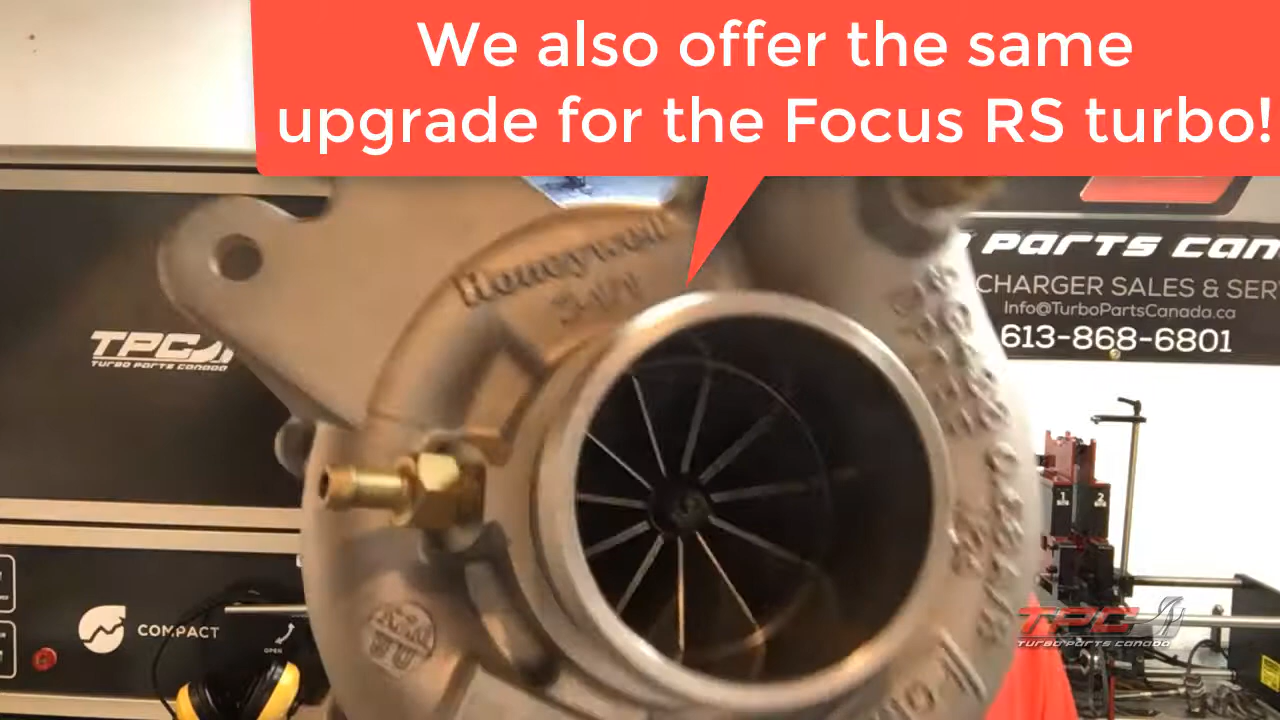 We also offer the same
upgrade for the Focus RS turbo!
Honeywell
PARTS CAN
CHARGER SALES & SER
Info@TurboPartsCanada.ca
613-868-6801
TPC
TURBO PARTS CANADA
1
2
COMPACT
OPEN
TPC
TURBO PARTS CANADA